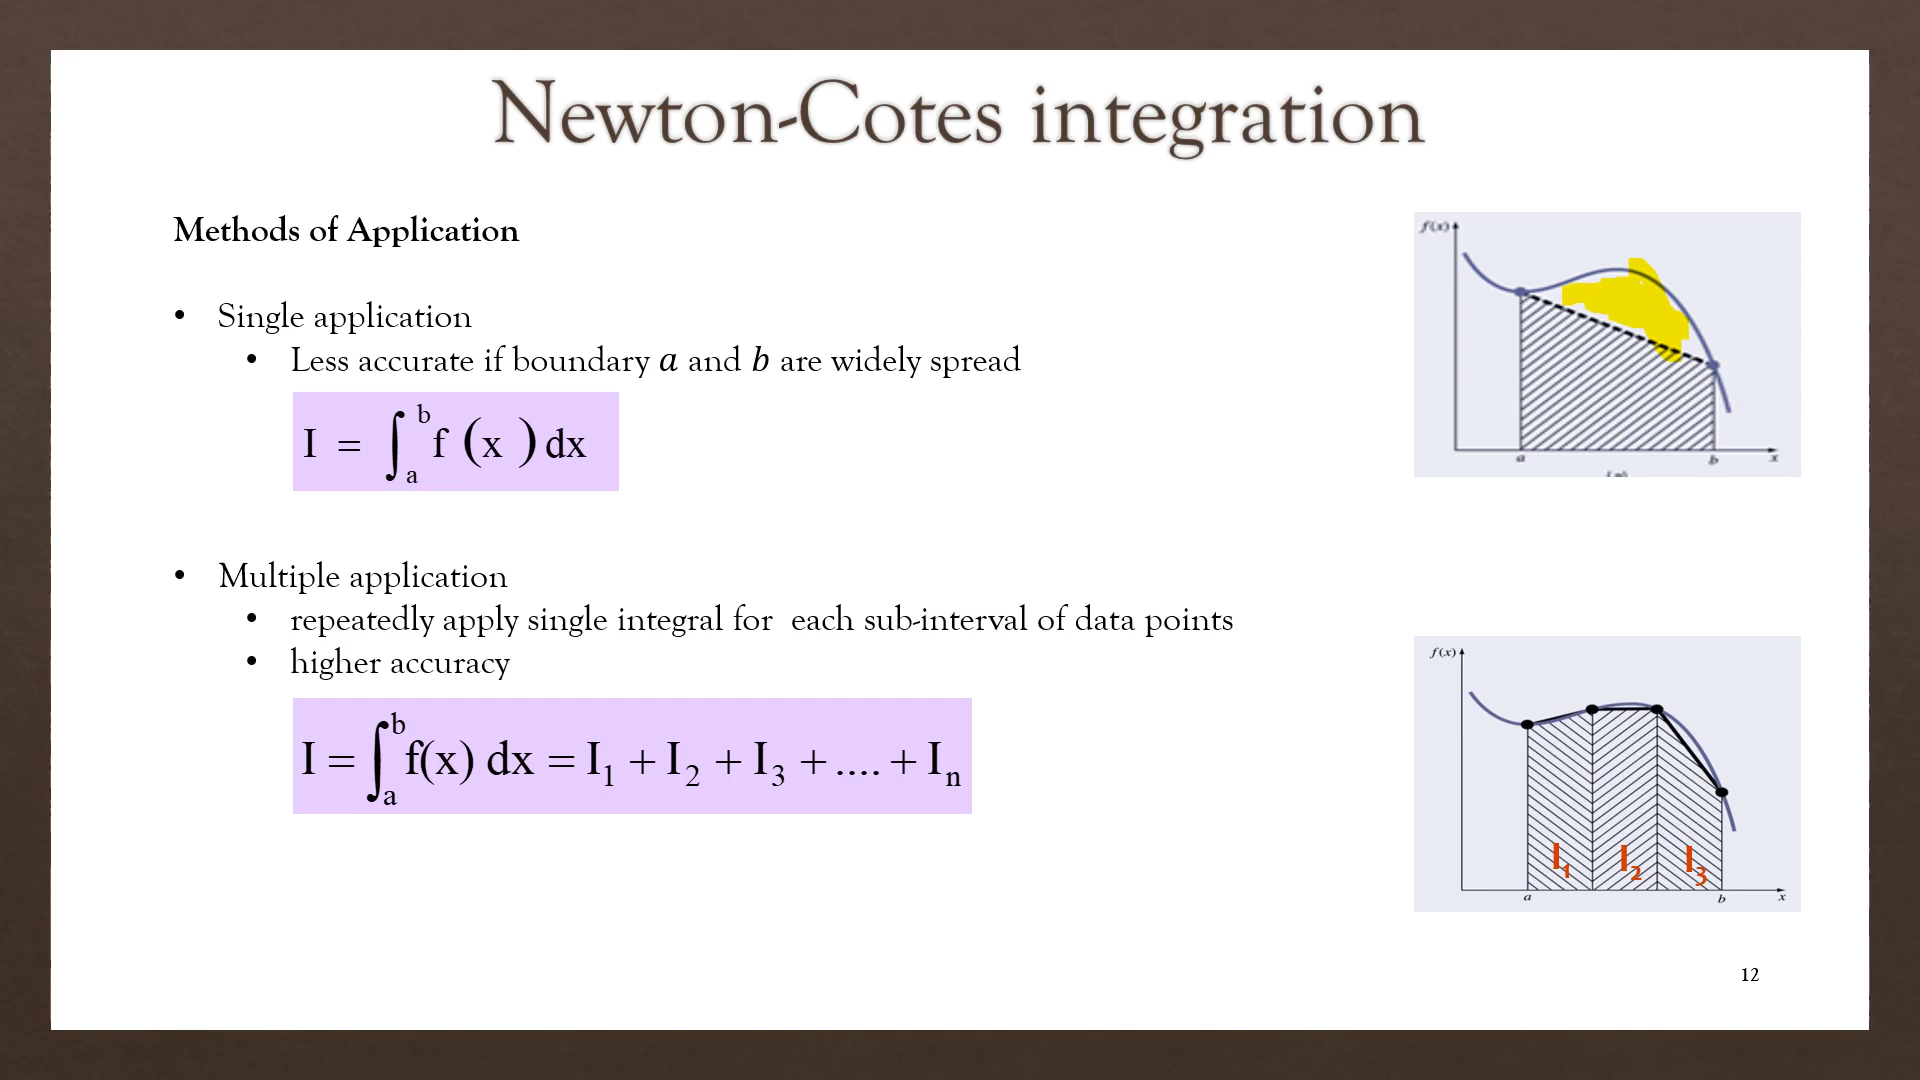 Newton-Cotes integration
Methods of Application
• Single application
• Less accurate if boundary a and b are widely spread
I = ∫_a^b f (x) dx
• Multiple application
• repeatedly apply single integral for each sub-interval of data points
• higher accuracy
I = ∫_a^b f(x) dx = I₁ + I₂ + I₃ + .... + Iₙ
f(x)
a b x
f(x)
I₁ I₂ I₃
a b x
12